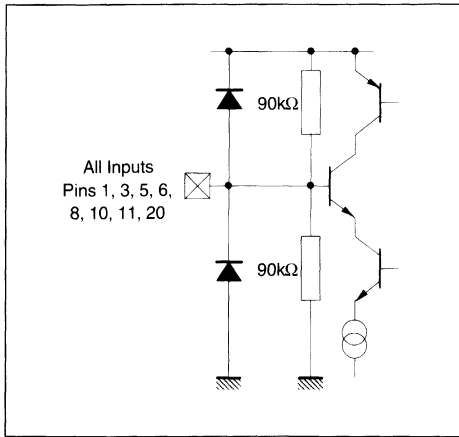 90kΩ
All Inputs
Pins 1, 3, 5, 6,
8, 10, 11, 20
90kΩ